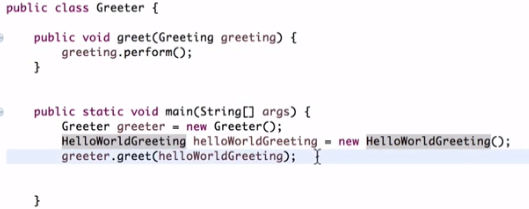 public class Greeter {
public void greet(Greeting greeting) {
greeting.perform();
}
public static void main(String[] args) {
Greeter greeter = new Greeter();
HelloWorldGreeting helloWorldGreeting = new HelloWorldGreeting();
greeter.greet(helloWorldGreeting);
}